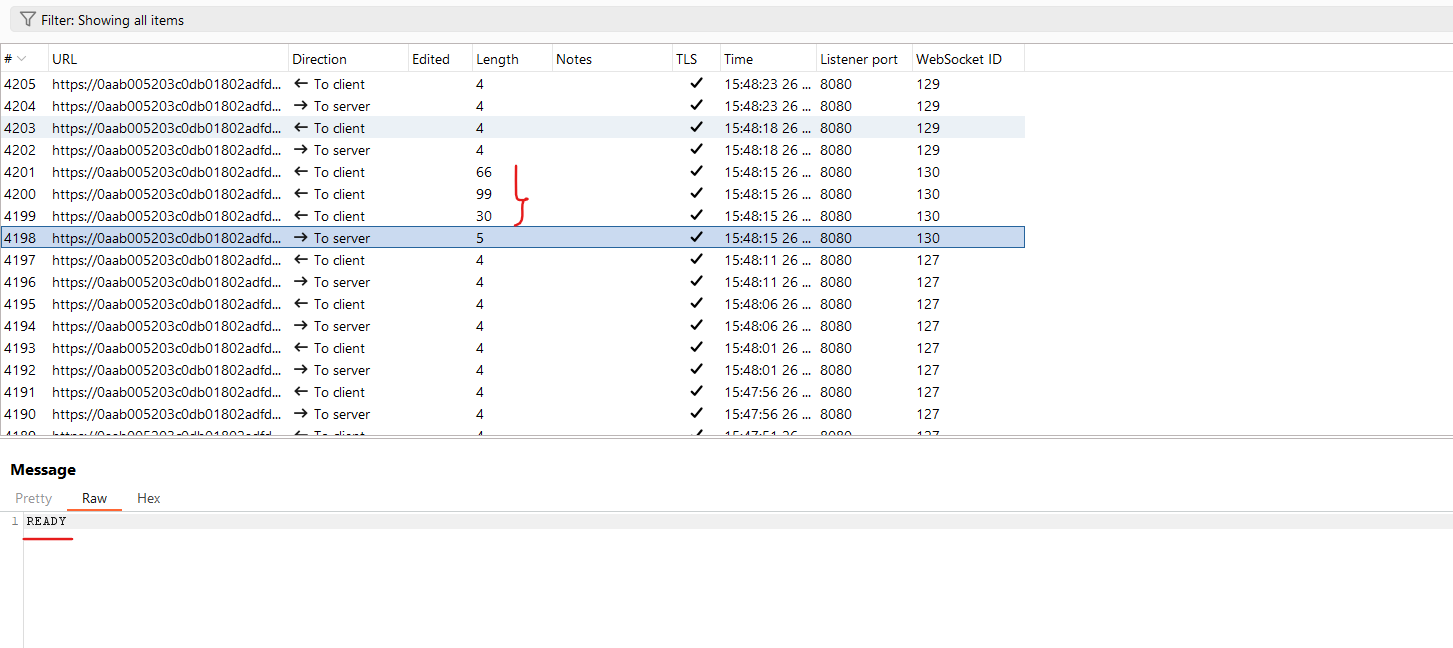 Filter: Showing all items
# URL Direction Edited Length Notes TLS Time Listener port WebSocket ID
4205 https://0aab005203c0db01802adfd... ← To client 4 ✓ 15:48:23 26 ... 8080 129
4204 https://0aab005203c0db01802adfd... → To server 4 ✓ 15:48:23 26 ... 8080 129
4203 https://0aab005203c0db01802adfd... ← To client 4 ✓ 15:48:18 26 ... 8080 129
4202 https://0aab005203c0db01802adfd... → To server 4 ✓ 15:48:18 26 ... 8080 129
4201 https://0aab005203c0db01802adfd... ← To client 66 ✓ 15:48:15 26 ... 8080 130
4200 https://0aab005203c0db01802adfd... ← To client 99 ✓ 15:48:15 26 ... 8080 130
4199 https://0aab005203c0db01802adfd... ← To client 30 ✓ 15:48:15 26 ... 8080 130
4198 https://0aab005203c0db01802adfd... → To server 5 ✓ 15:48:15 26 ... 8080 130
4197 https://0aab005203c0db01802adfd... ← To client 4 ✓ 15:48:11 26 ... 8080 127
4196 https://0aab005203c0db01802adfd... → To server 4 ✓ 15:48:11 26 ... 8080 127
4195 https://0aab005203c0db01802adfd... ← To client 4 ✓ 15:48:06 26 ... 8080 127
4194 https://0aab005203c0db01802adfd... → To server 4 ✓ 15:48:06 26 ... 8080 127
4193 https://0aab005203c0db01802adfd... ← To client 4 ✓ 15:48:01 26 ... 8080 127
4192 https://0aab005203c0db01802adfd... → To server 4 ✓ 15:48:01 26 ... 8080 127
4191 https://0aab005203c0db01802adfd... ← To client 4 ✓ 15:47:56 26 ... 8080 127
4190 https://0aab005203c0db01802adfd... → To server 4 ✓ 15:47:56 26 ... 8080 127
Message
Pretty Raw Hex
1 READY